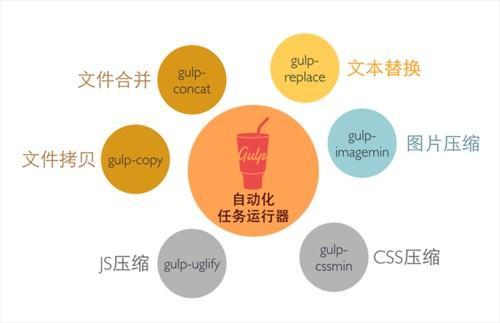 文件合并
gulp-
concat
gulp-
replace
文本替换
文件拷贝
gulp-copy
Gulp
自动化
任务运行器
gulp-
imagemin
图片压缩
JS压缩
gulp-uglify
gulp-
cssmin
CSS压缩